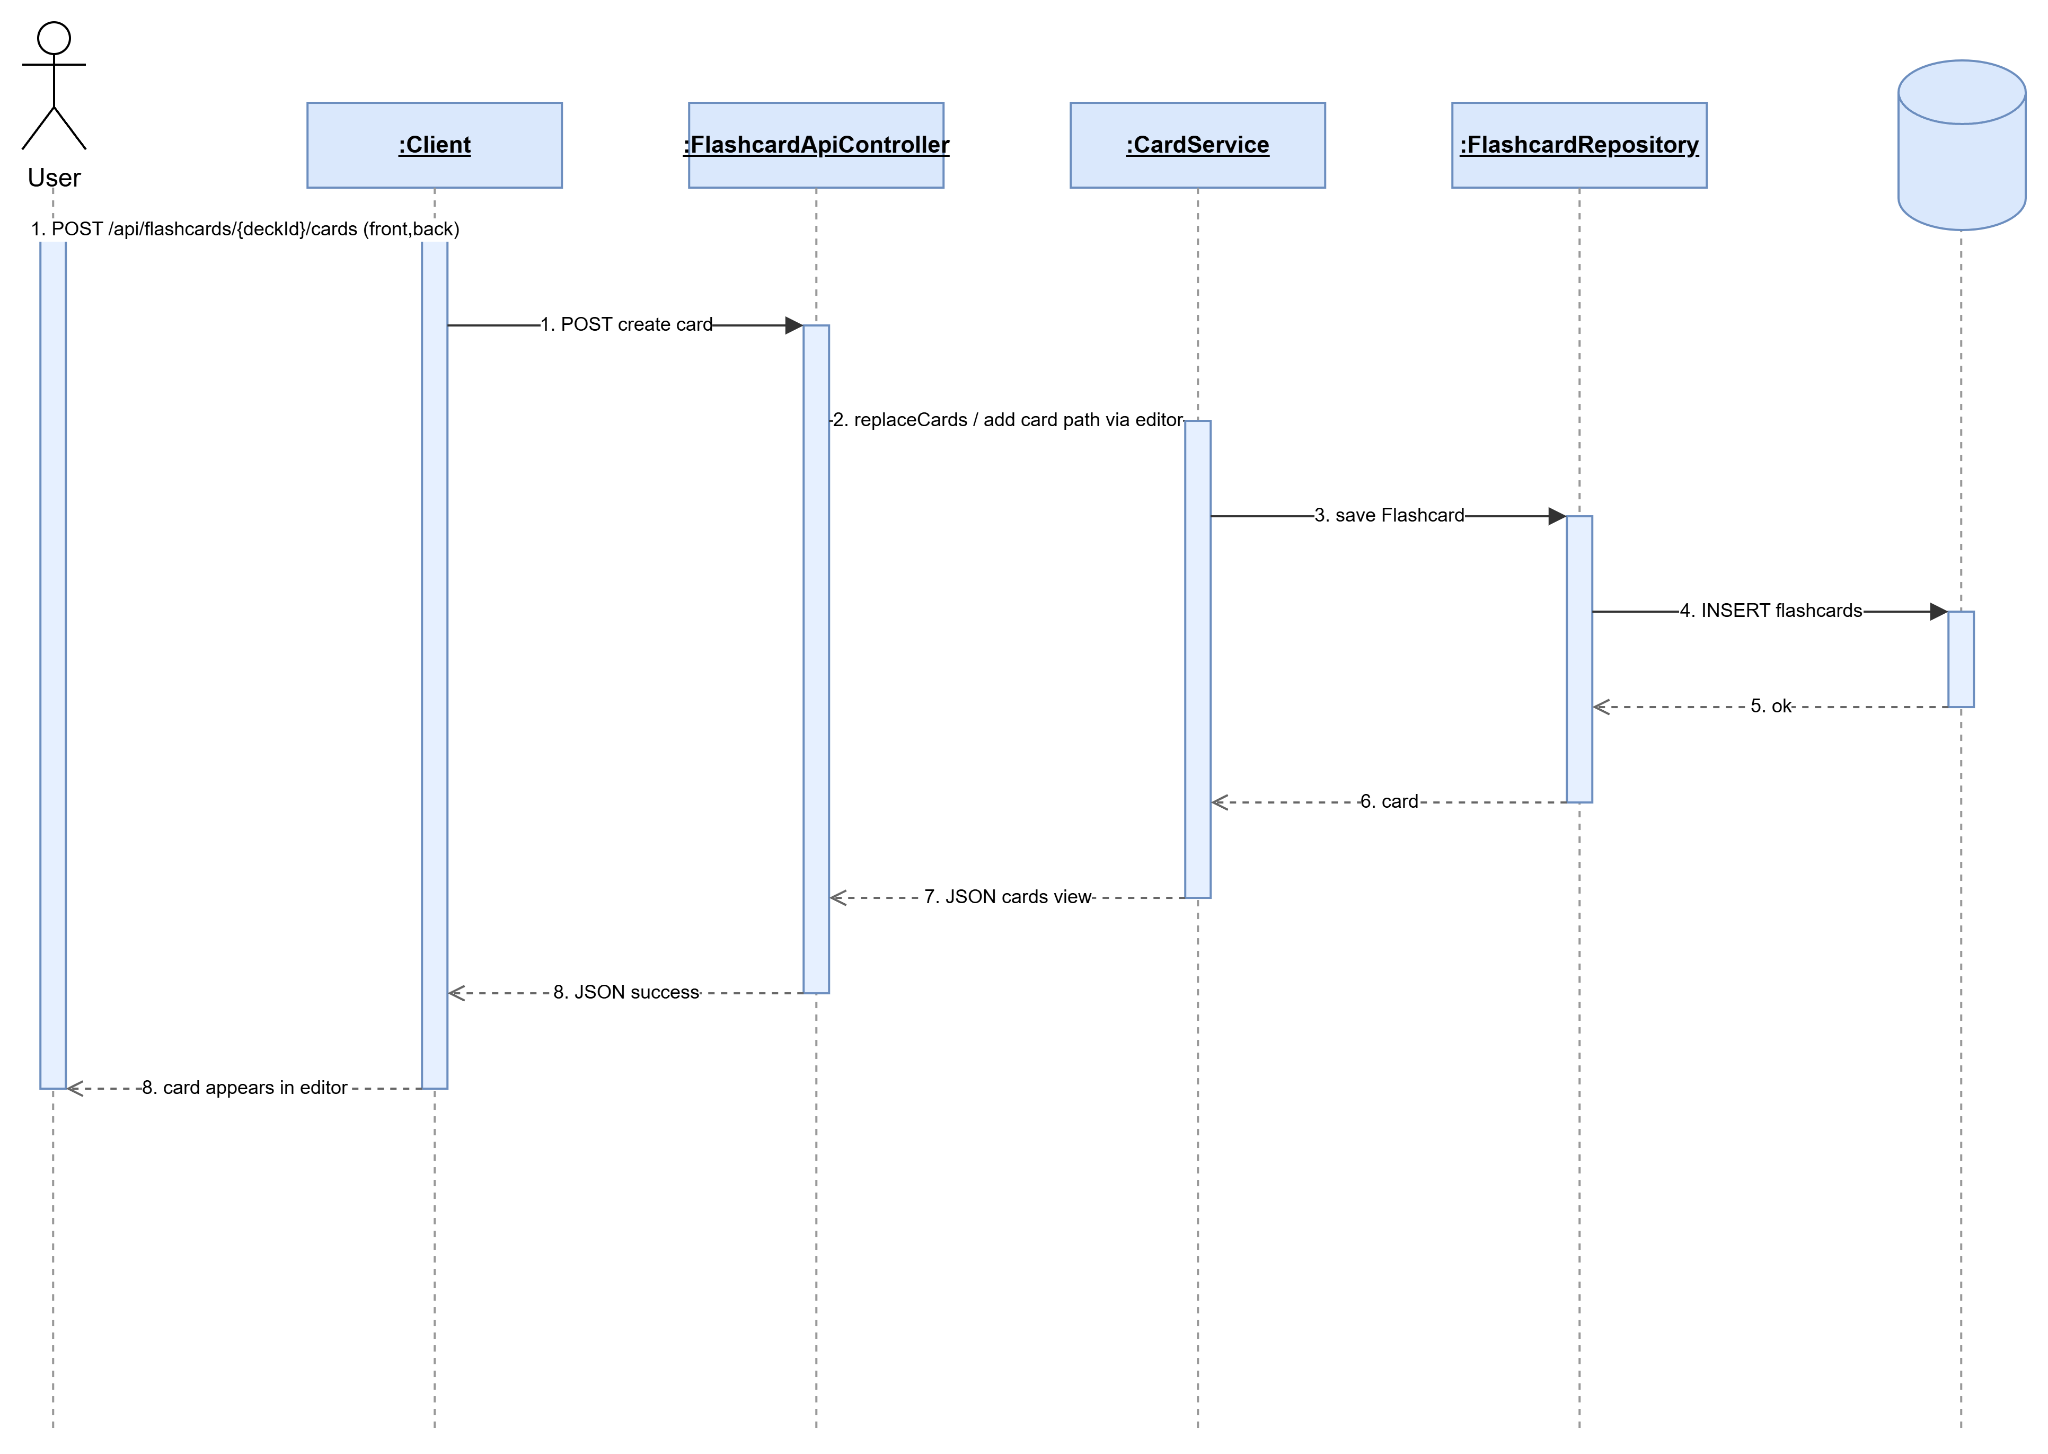 User
:Client
:FlashcardApiController
:CardService
:FlashcardRepository
1. POST /api/flashcards/{deckId}/cards (front,back)
1. POST create card
2. replaceCards / add card path via editor
3. save Flashcard
4. INSERT flashcards
5. ok
6. card
7. JSON cards view
8. JSON success
8. card appears in editor